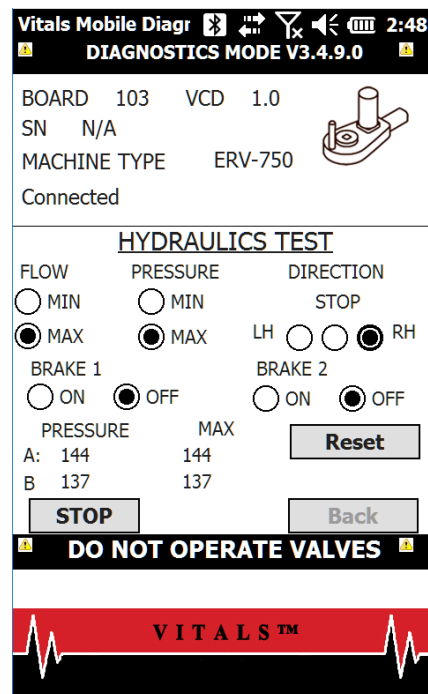 Vitals Mobile Diagr 2:48
DIAGNOSTICS MODE V3.4.9.0
BOARD 103 VCD 1.0
SN N/A
MACHINE TYPE ERV-750
Connected
HYDRAULICS TEST
FLOW PRESSURE DIRECTION
MIN MIN STOP
MAX MAX LH RH
BRAKE 1 BRAKE 2
ON OFF ON OFF
PRESSURE MAX
Reset
A: 144 144
B 137 137
STOP Back
DO NOT OPERATE VALVES
VITALS™